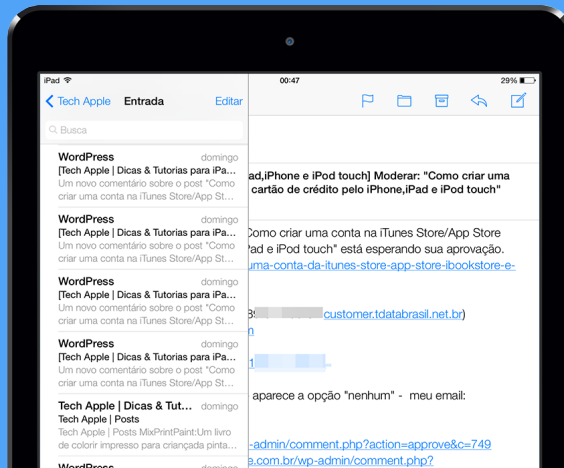 iPad 00:47 29%
Tech Apple Entrada Editar
Busca
WordPress domingo
[Tech Apple | Dicas & Tutorias para iPa...
Um novo comentário sobre o post "Como
criar uma conta na iTunes Store/App St...
WordPress domingo
[Tech Apple | Dicas & Tutorias para iPa...
Um novo comentário sobre o post "Como
criar uma conta na iTunes Store/App St...
WordPress domingo
[Tech Apple | Dicas & Tutorias para iPa...
Um novo comentário sobre o post "Como
criar uma conta na iTunes Store/App St...
WordPress domingo
[Tech Apple | Dicas & Tutorias para iPa...
Um novo comentário sobre o post "Como
criar uma conta na iTunes Store/App St...
Tech Apple | Dicas & Tut... domingo
Tech Apple | Posts
Tech Apple | Posts MixPrintPaint:Um livro
de colorir impresso para criançada pinta...
WordPress domingo
ad,iPhone e iPod touch] Moderar: "Como criar uma
cartão de crédito pelo iPhone,iPad e iPod touch"
Como criar uma conta na iTunes Store/App Store
Pad e iPod touch" está esperando sua aprovação.
uma-conta-da-itunes-store-app-store-ibookstore-e-
customer.tdatabrasil.net.br)
aparece a opção "nenhum" - meu email:
-admin/comment.php?action=approve&c=749
e.com.br/wp-admin/comment.php?